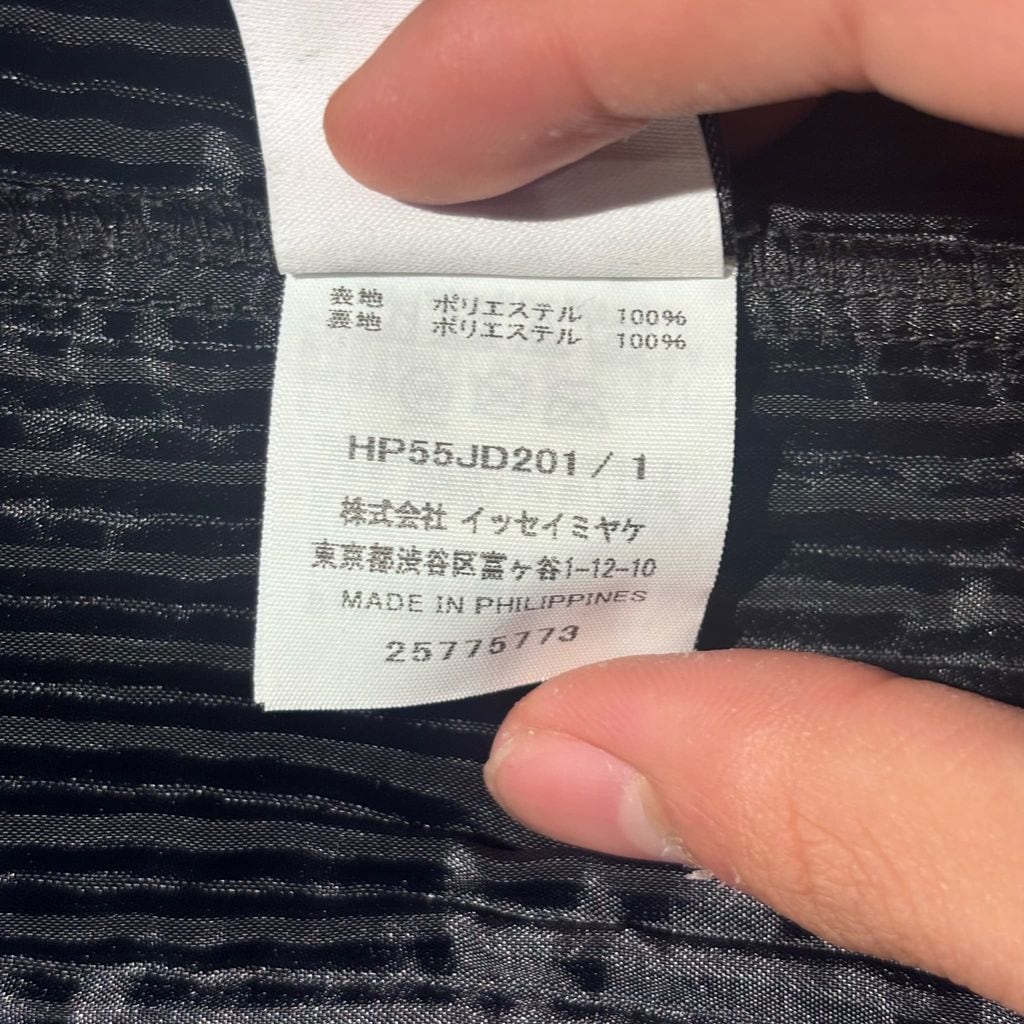 表地 ポリエステル 100%
裏地 ポリエステル 100%
HP55JD201 / 1
株式会社 イッセイミヤケ
東京都渋谷区富ヶ谷1-12-10
MADE IN PHILIPPINES
25775773